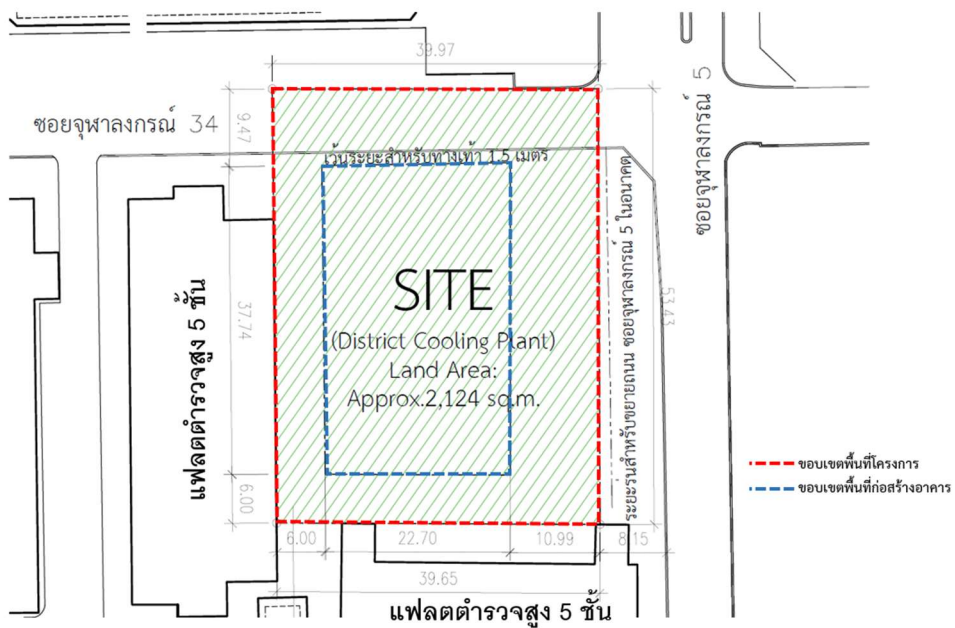 39.97
ซอยจุฬาลงกรณ์ 5
ซอยจุฬาลงกรณ์ 34
9.47
เว้นระยะสำหรับทางเท้า 1.5 เมตร
ระยะร่นสำหรับขยายถนน ซอยจุฬาลงกรณ์ 5 ในอนาคต
SITE
(District Cooling Plant)
Land Area:
Approx.2,124 sq.m.
37.74
53.43
แฟลตตำรวจสูง 5 ชั้น
ขอบเขตพื้นที่โครงการ
ขอบเขตพื้นที่ก่อสร้างอาคาร
6.00
6.00
22.70
10.99
8.15
39.65
แฟลตตำรวจสูง 5 ชั้น